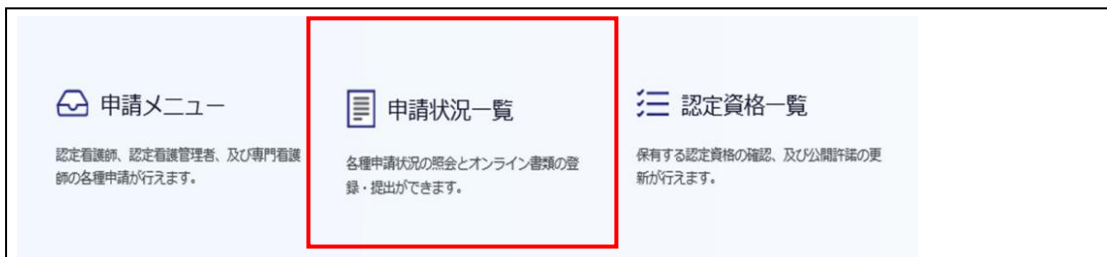 申請メニュー
認定看護師、認定看護管理者、及び専門看護
師の各種申請が行えます。
申請状況一覧
各種申請状況の照会とオンライン書類の登
録・提出ができます。
認定資格一覧
保有する認定資格の確認、及び公開許諾の更
新が行えます。